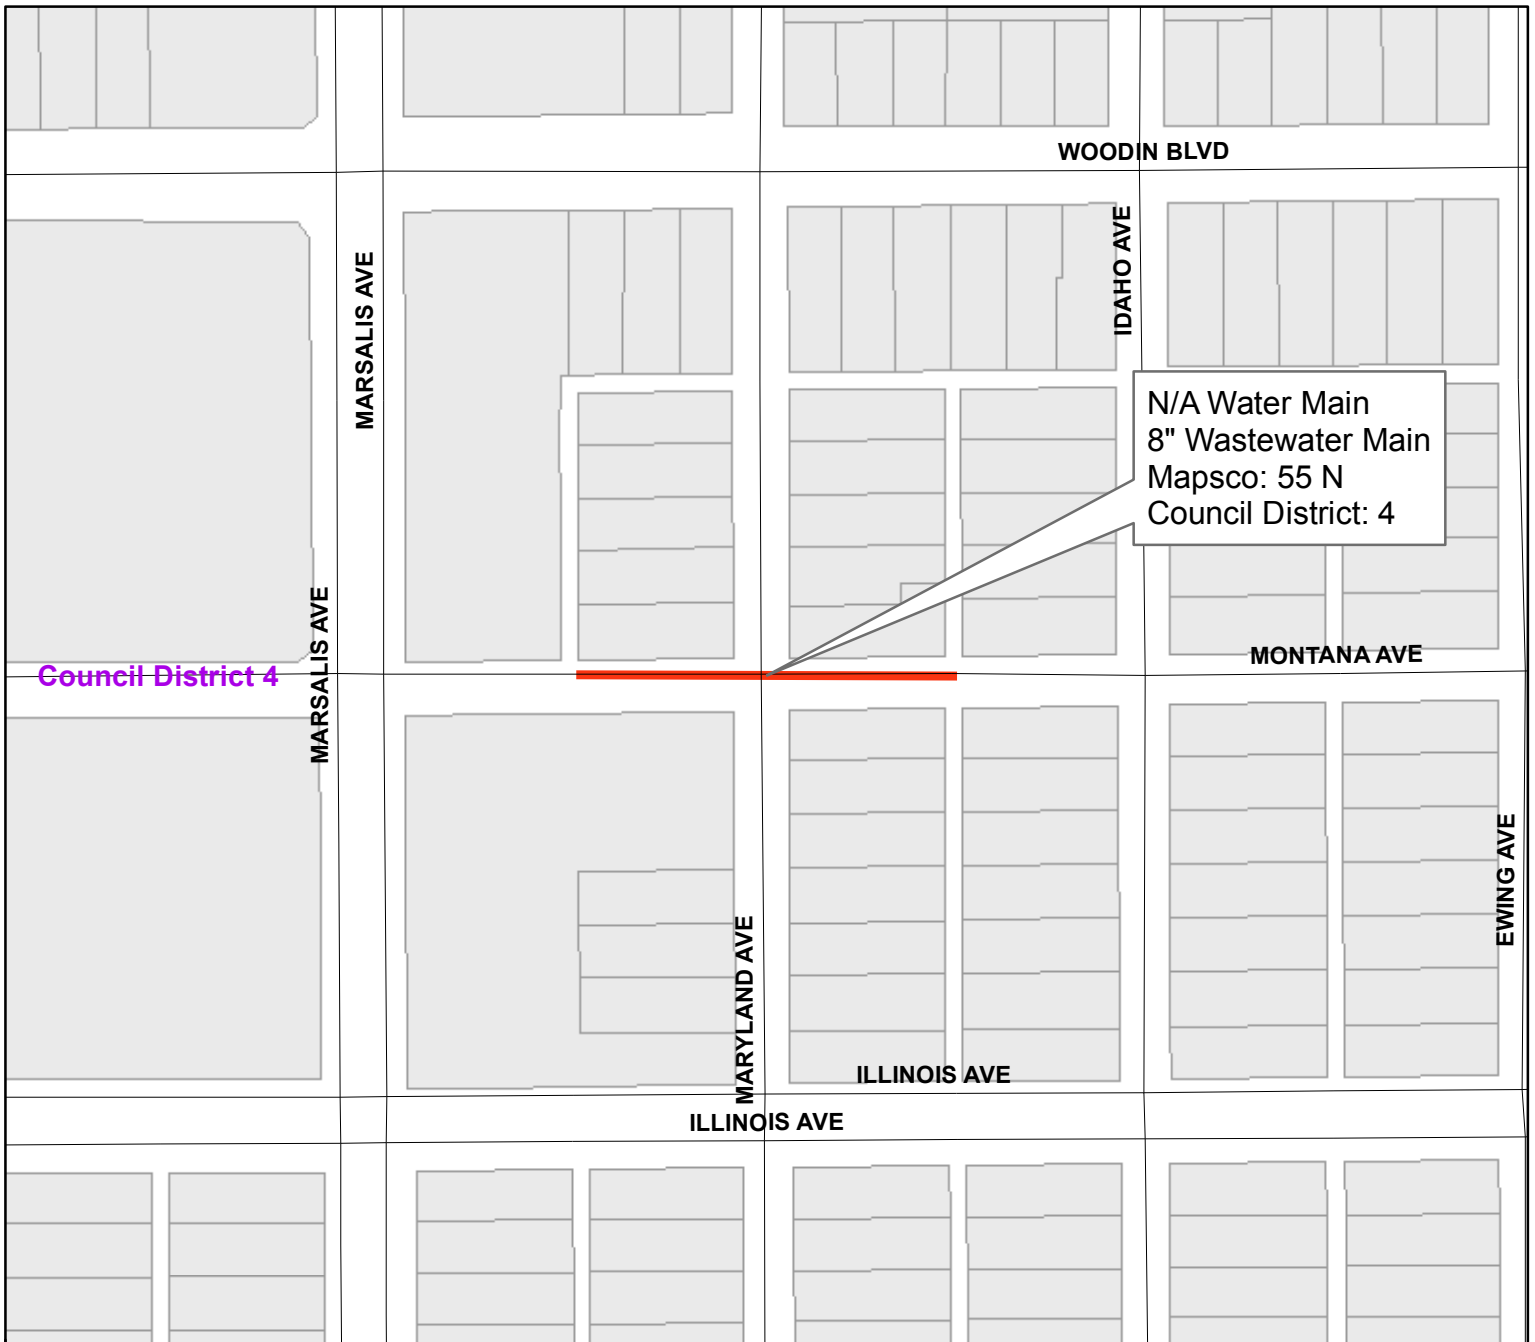 WOODIN BLVD
IDAHO AVE
MARSALIS AVE
N/A Water Main
8" Wastewater Main
Mapsco: 55 N
Council District: 4
MARSALIS AVE
MONTANA AVE
Council District 4
EWING AVE
MARYLAND AVE
ILLINOIS AVE
ILLINOIS AVE